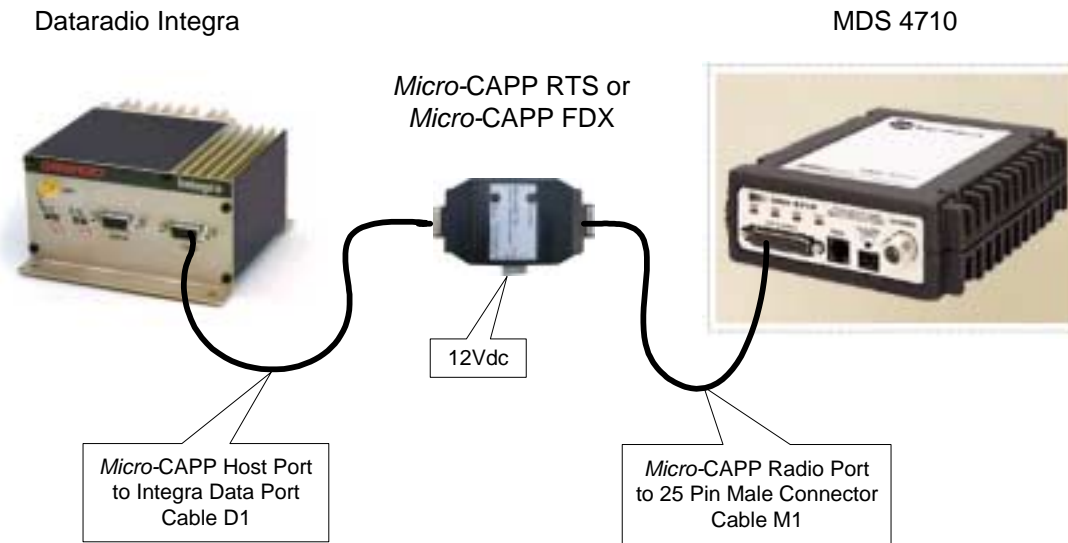 Dataradio Integra
MDS 4710
Micro-CAPP RTS or
Micro-CAPP FDX
Integra
12Vdc
Micro-CAPP Host Port
to Integra Data Port
Cable D1
Micro-CAPP Radio Port
to 25 Pin Male Connector
Cable M1